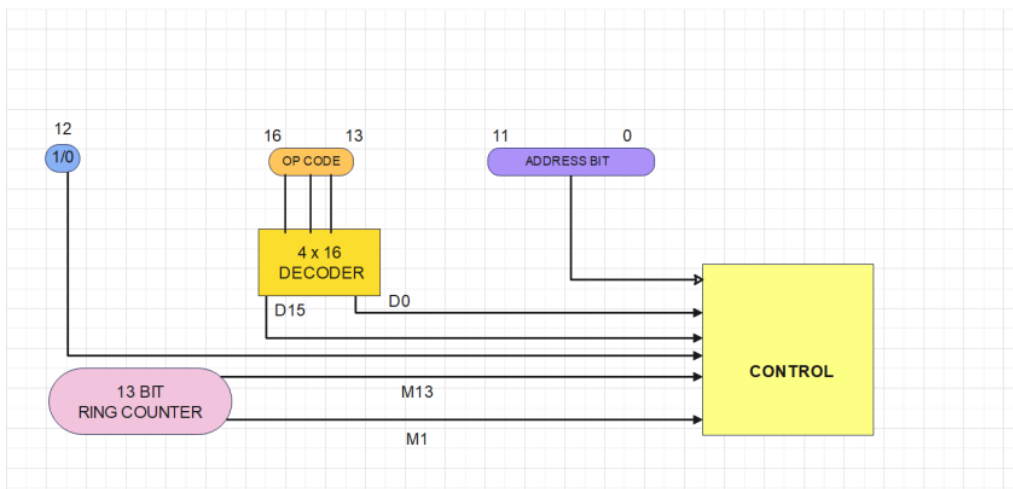 12
16 13
11 0
1/0
OP CODE
ADDRESS BIT
4 x 16
DECODER
D15
D0
CONTROL
13 BIT
RING COUNTER
M13
M1